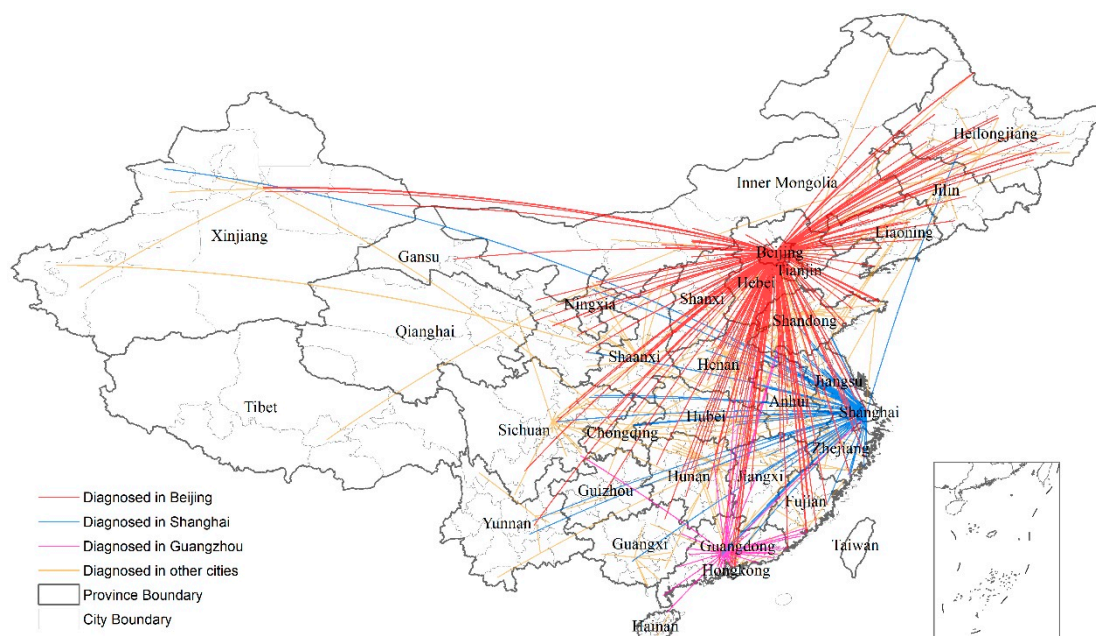 Heilongjiang
Inner Mongolia
Jilin
Xinjiang
Liaoning
Gansu
Beijing
Tianjin
Hebei
Ningxia
Shanxi
Shandong
Qianghai
Shaanxi
Henan
Jiangsu
Tibet
Anhui
Shanghai
Hubei
Sichuan
Chongqing
Zhejiang
Hunan
Jiangxi
Guizhou
Fujian
Yunnan
Guangxi
Guangdong
Taiwan
Hongkong
Hainan
Diagnosed in Beijing
Diagnosed in Shanghai
Diagnosed in Guangzhou
Diagnosed in other cities
Province Boundary
City Boundary